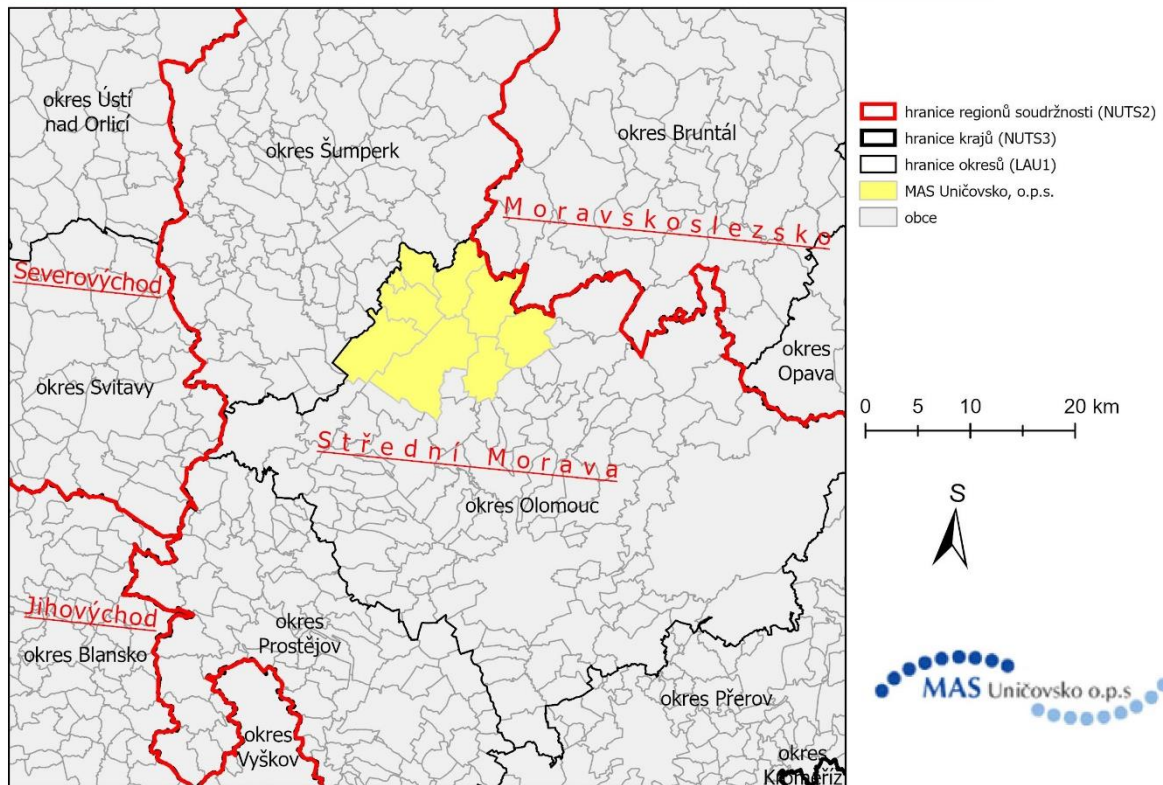 okres Ústí
nad Orlicí
okres Šumperk
okres Bruntál
Moravskoslezsko
Severovýchod
okres Svitavy
okres
Opava
Střední Morava
okres Olomouc
Jihovýchod
okres Blansko
okres
Prostějov
okres
Vyškov
okres Přerov
okres
Kroměříž
hranice regionů soudržnosti (NUTS2)
hranice krajů (NUTS3)
hranice okresů (LAU1)
MAS Uničovsko, o.p.s.
obce
0 5 10 20 km
S
MAS Uničovsko o.p.s